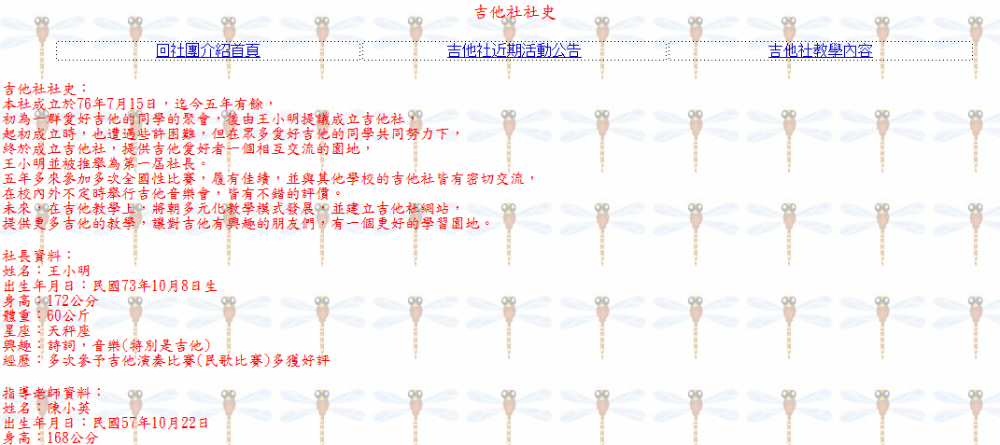 吉他社社史
回社團介紹首頁 吉他社近期活動公告 吉他社教學內容
吉他社社史：
本社成立於76年7月15日，迄今五年有餘，
初為一群愛好吉他的同學的聚會，後由王小明提議成立吉他社，
起初成立時，也遭遇些許困難，但在眾多愛好吉他的同學共同努力下，
終於成立吉他社，提供吉他愛好者一個相互交流的園地，
王小明並被推舉為第一屆社長。
五年多來參加多次全國性比賽，履有佳績，並與其他學校的吉他社皆有密切交流，
在校內外不定時舉行吉他音樂會，皆有不錯的評價。
未來，在吉他教學上，將朝多元化教學模式發展，並建立吉他社網站，
提供更多吉他的教學，讓對吉他有興趣的朋友們，有一個更好的學習園地。
社長資料：
姓名：王小明
出生年月日：民國73年10月8日生
身高：172公分
體重：60公斤
星座：天秤座
興趣：詩詞，音樂(特別是吉他)
經歷：多次參予吉他演奏比賽(民歌比賽)多獲好評
指導老師資料：
姓名：陳小英
出生年月日：民國57年10月22日
身高：168公分